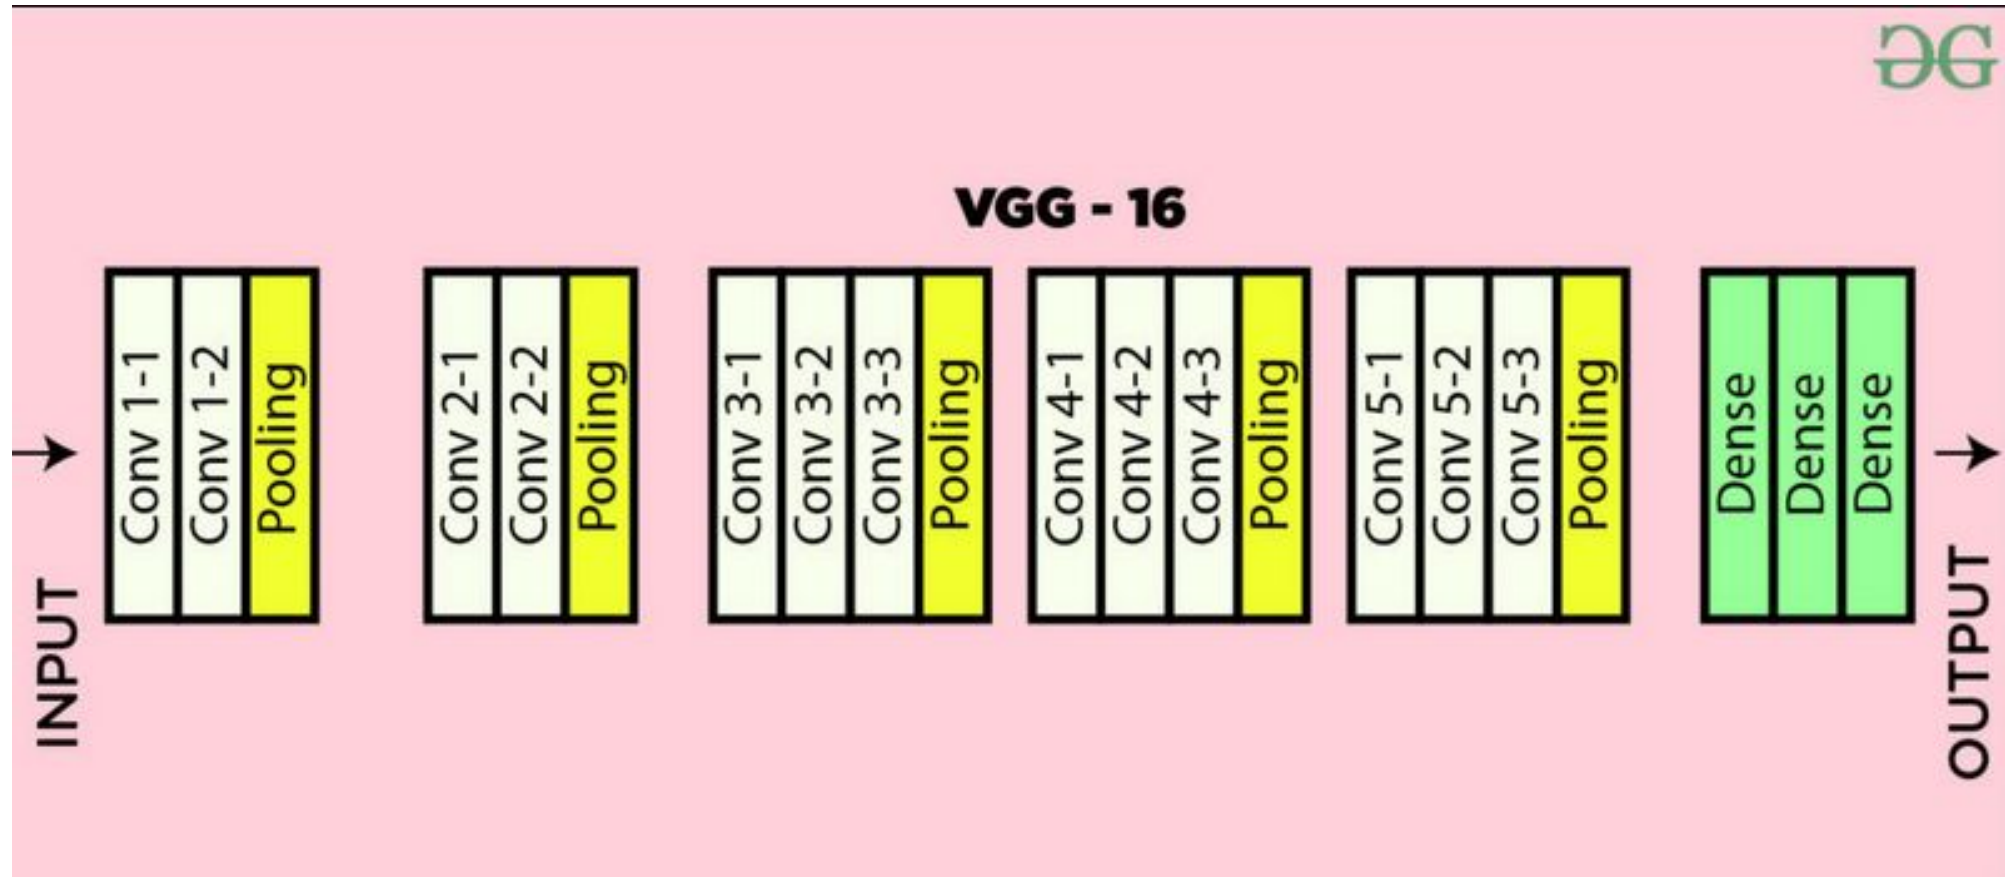 VGG - 16
INPUT
Conv 1-1
Conv 1-2
Pooling
Conv 2-1
Conv 2-2
Pooling
Conv 3-1
Conv 3-2
Conv 3-3
Pooling
Conv 4-1
Conv 4-2
Conv 4-3
Pooling
Conv 5-1
Conv 5-2
Conv 5-3
Pooling
Dense
Dense
Dense
OUTPUT